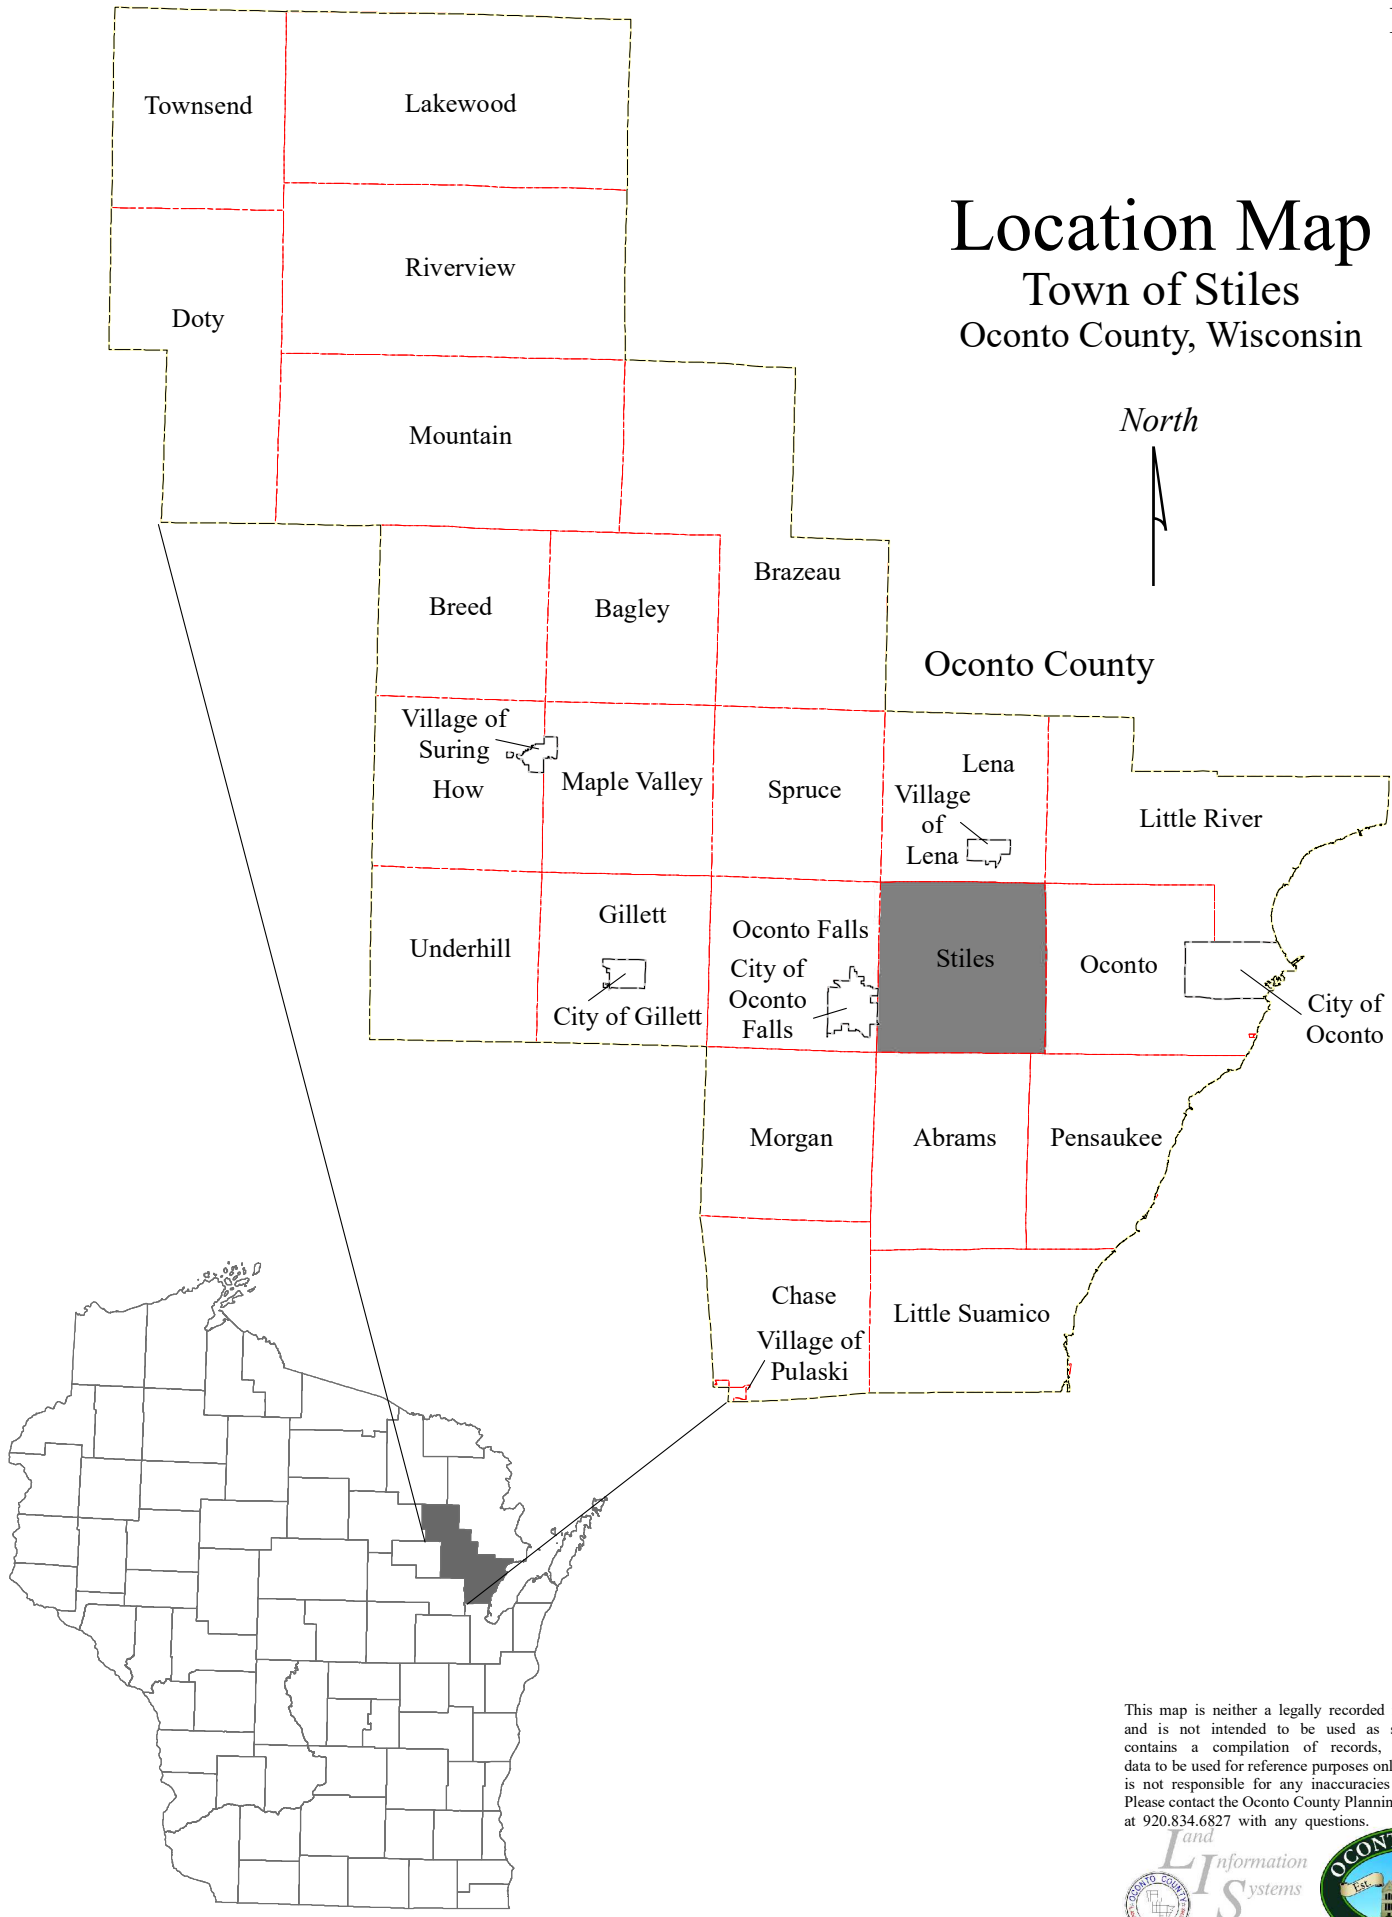 Location Map
Town of Stiles
Oconto County, Wisconsin
North
Townsend
Lakewood
Riverview
Doty
Mountain
Brazeau
Breed
Bagley
Oconto County
Village of
Suring
How
Maple Valley
Spruce
Lena
Village
of
Lena
Little River
Gillett
Underhill
City of Gillett
Oconto Falls
City of
Oconto
Falls
Stiles
Oconto
City of
Oconto
Morgan
Abrams
Pensaukee
Chase
Village of
Pulaski
Little Suamico
This map is neither a legally recorded
and is not intended to be used as
contains a compilation of records,
data to be used for reference purposes
is not responsible for any inaccuracies
Please contact the Oconto County
at 920.834.6827 with any questions.
Land
Information
Systems
OCONTO COUNTY
Est.